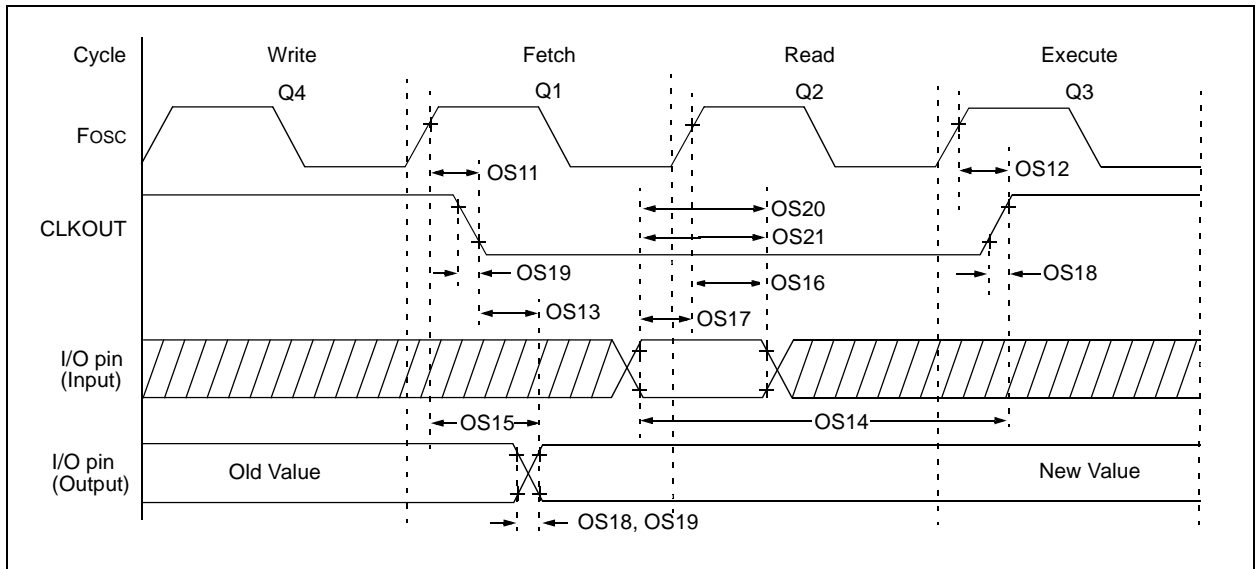 Cycle Write Fetch Read Execute
Q4 Q1 Q2 Q3
Fosc
OS11 OS12
CLKOUT
OS20
OS21
OS19 OS16 OS18
OS13 OS17
I/O pin
(Input)
OS15 OS14
I/O pin
(Output)
Old Value New Value
OS18, OS19